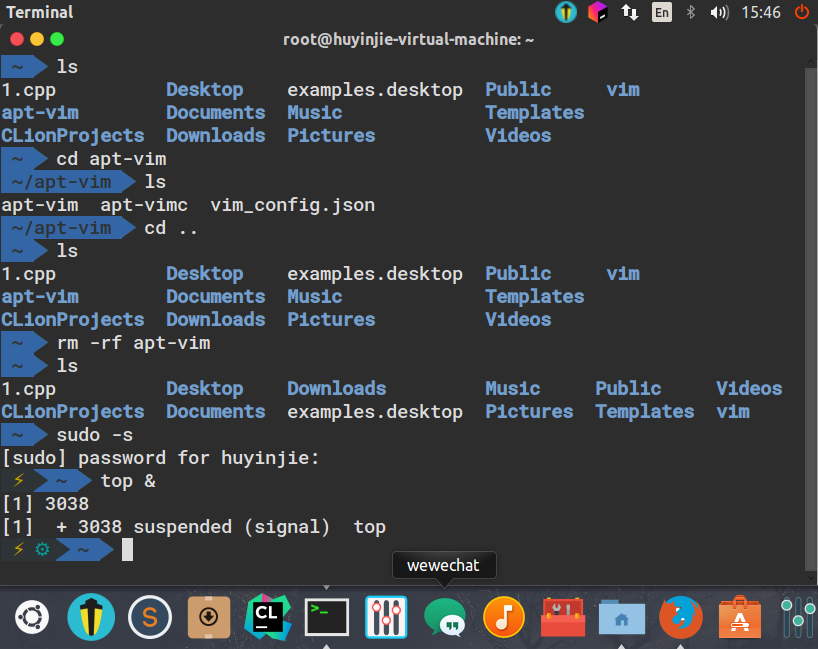 Terminal En 15:46
root@huyinjie-virtual-machine: ~
~ ls
1.cpp Desktop examples.desktop Public vim
apt-vim Documents Music Templates
CLionProjects Downloads Pictures Videos
~ cd apt-vim
~/apt-vim ls
apt-vim apt-vimc vim_config.json
~/apt-vim cd ..
~ ls
1.cpp Desktop examples.desktop Public vim
apt-vim Documents Music Templates
CLionProjects Downloads Pictures Videos
~ rm -rf apt-vim
~ ls
1.cpp Desktop Downloads Music Public Videos
CLionProjects Documents examples.desktop Pictures Templates vim
~ sudo -s
[sudo] password for huyinjie:
⚡ ~ top &
[1] 3038
[1]  + 3038 suspended (signal)  top
⚡ ⚙ ~
wewechat
S CL >_ A